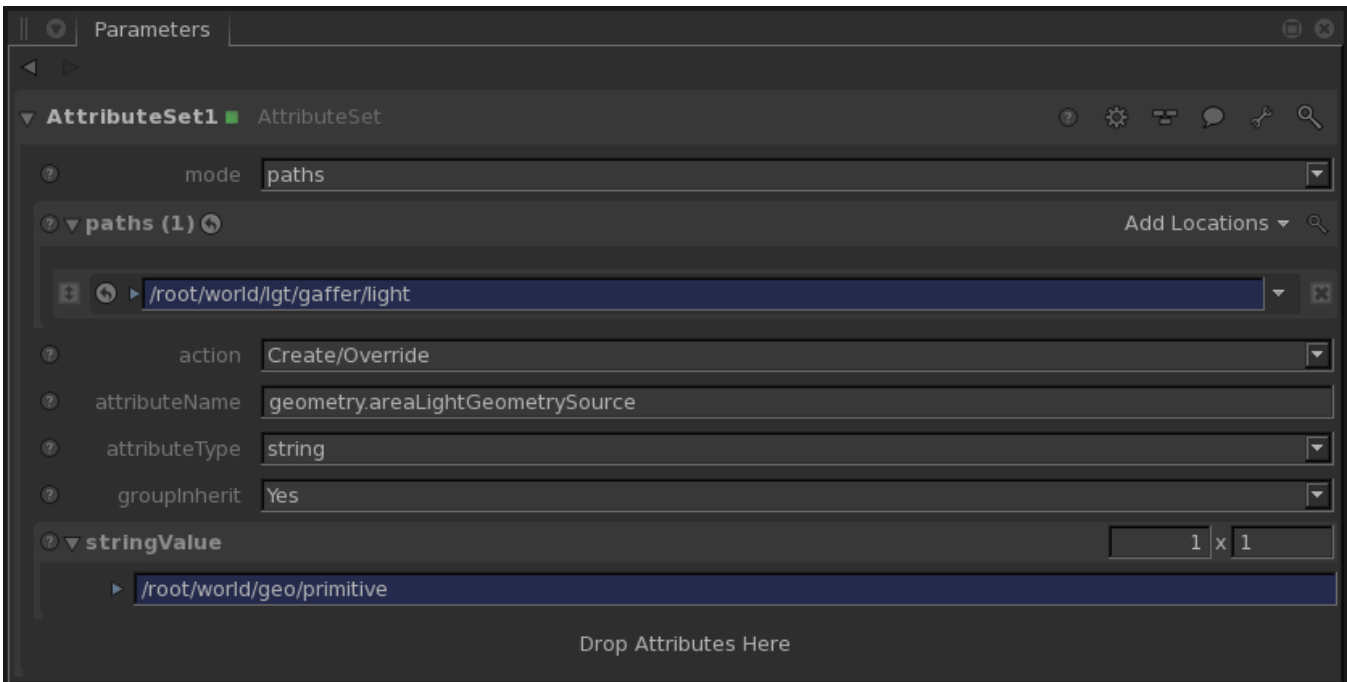 Parameters
AttributeSet1 AttributeSet
mode paths
paths (1) Add Locations
/root/world/lgt/gaffer/light
action Create/Override
attributeName geometry.areaLightGeometrySource
attributeType string
groupInherit Yes
stringValue 1 x 1
/root/world/geo/primitive
Drop Attributes Here